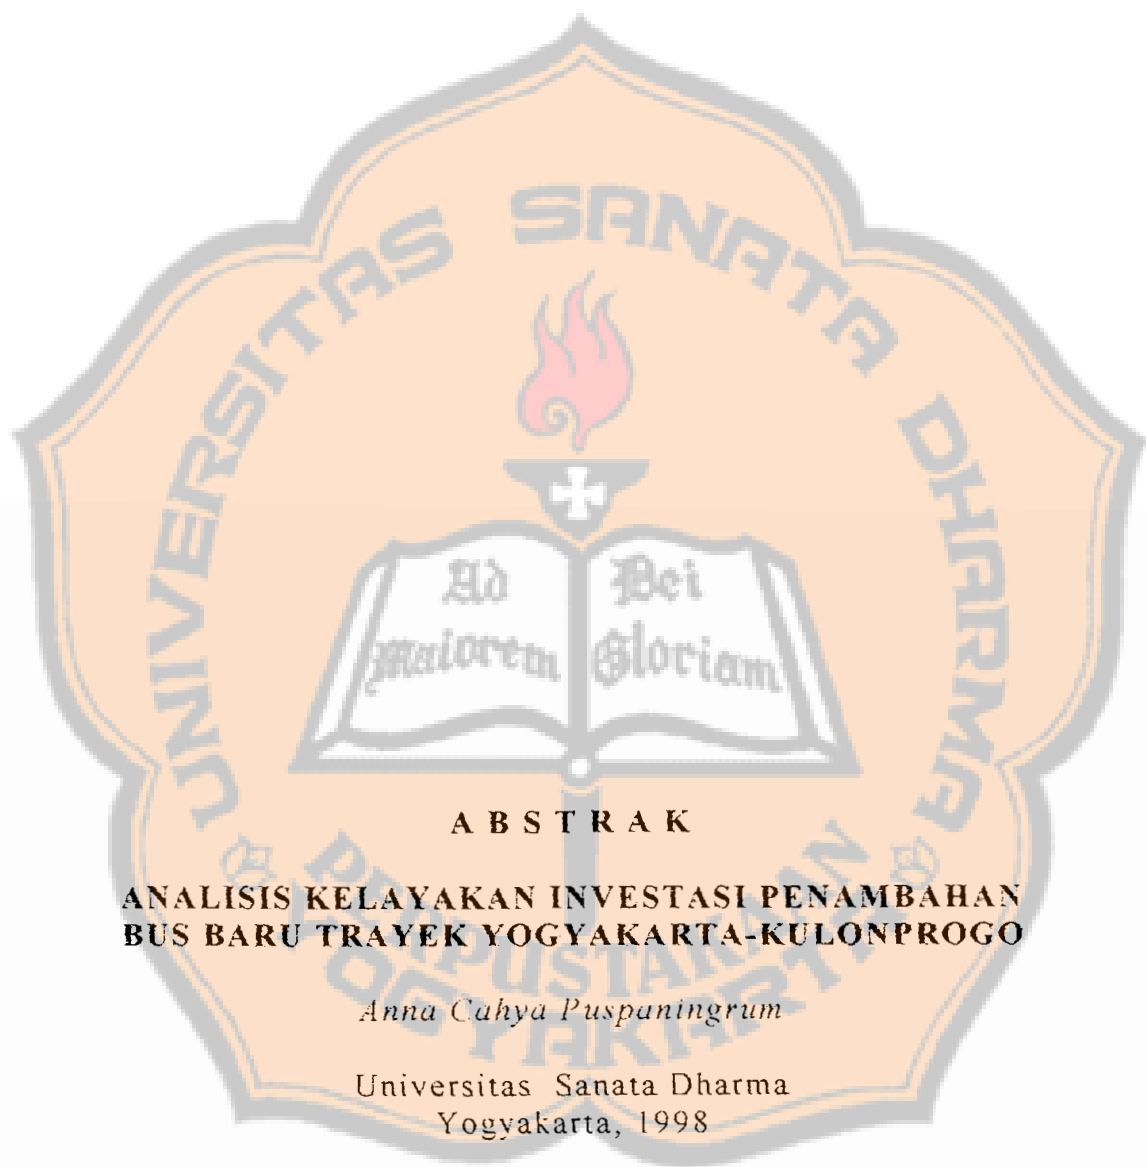 UNIVERSITAS SANATA DHARMA
Ad Dei
Maiorem Gloriam
A B S T R A K
PERPUSTAKAAN
ANALISIS KELAYAKAN INVESTASI PENAMBAHAN
BUS BARU TRAYEK YOGYAKARTA-KULONPROGO
YOGYAKARTA
Anna Cahya Puspaningrum
Universitas Sanata Dharma
Yogyakarta, 1998